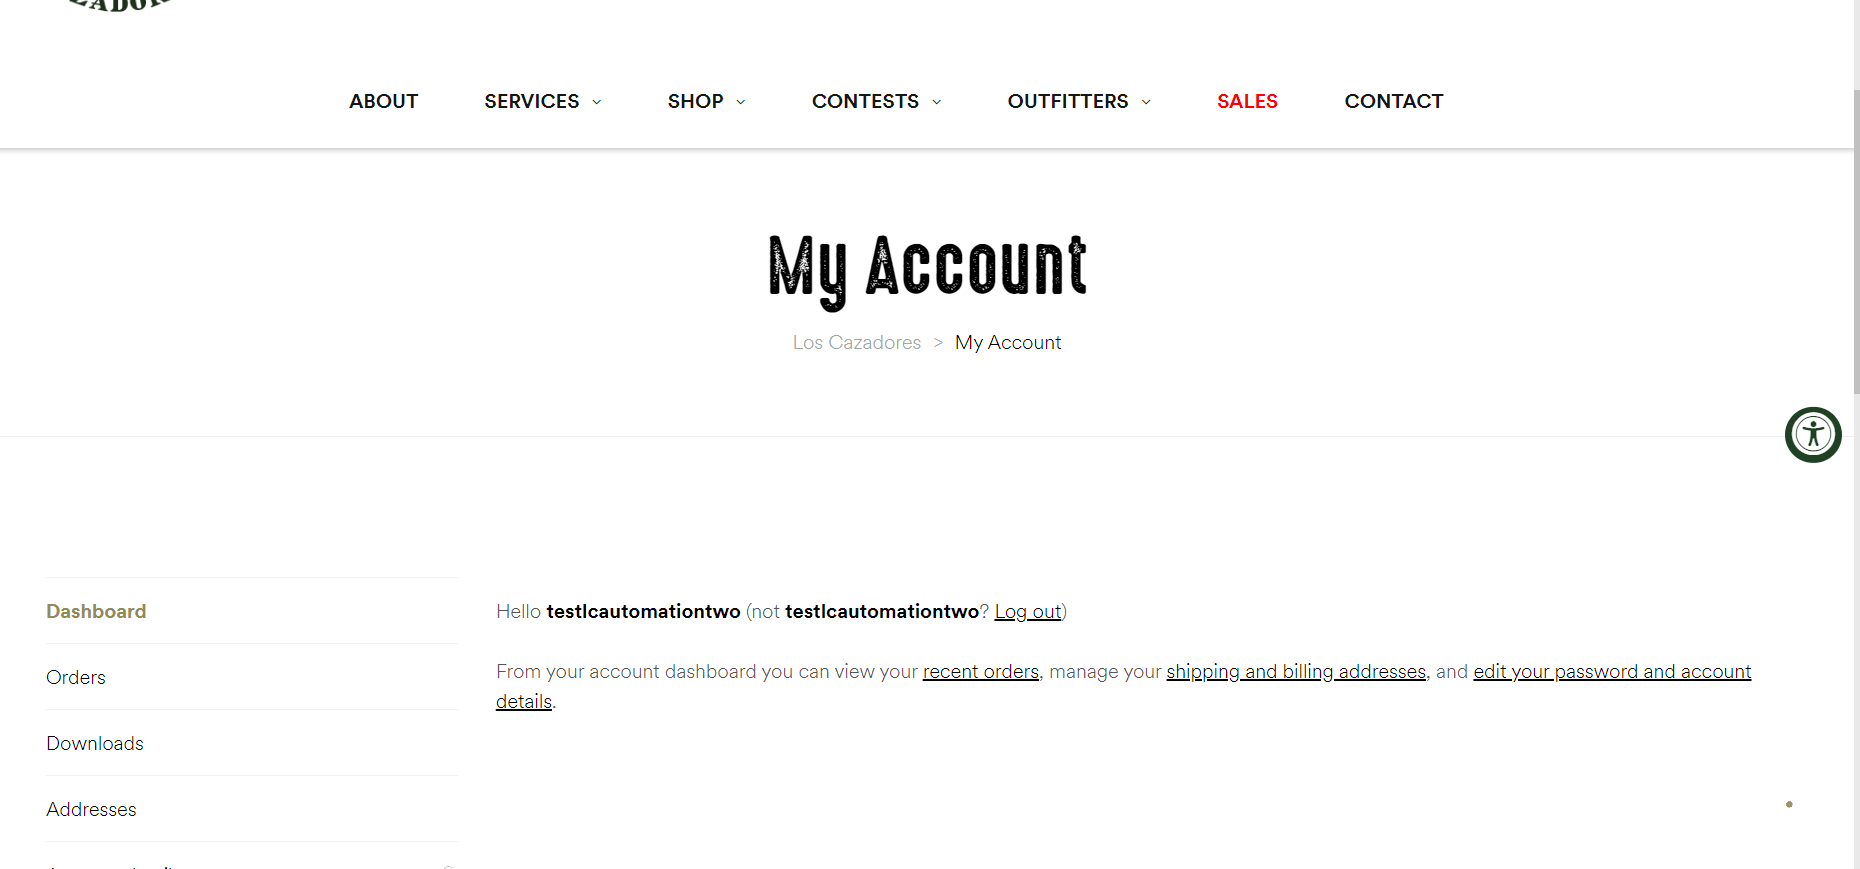 ABOUT SERVICES SHOP CONTESTS OUTFITTERS SALES CONTACT
My Account
Los Cazadores > My Account
Dashboard
Orders
Downloads
Addresses
Hello testlcautomationtwo (not testlcautomationtwo? Log out)
From your account dashboard you can view your recent orders, manage your shipping and billing addresses, and edit your password and account
details.